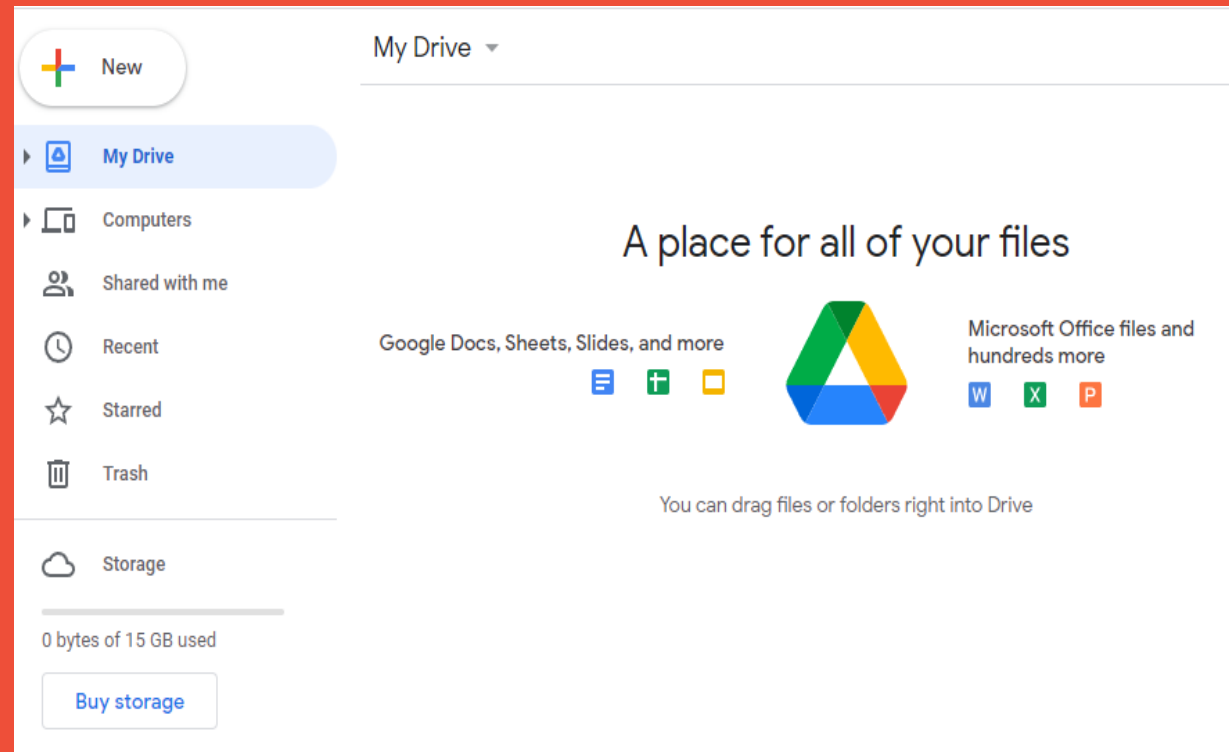 New
My Drive
My Drive
Computers
Shared with me
Recent
Starred
Trash
Storage
0 bytes of 15 GB used
Buy storage
A place for all of your files
Google Docs, Sheets, Slides, and more
Microsoft Office files and
hundreds more
W X P
You can drag files or folders right into Drive